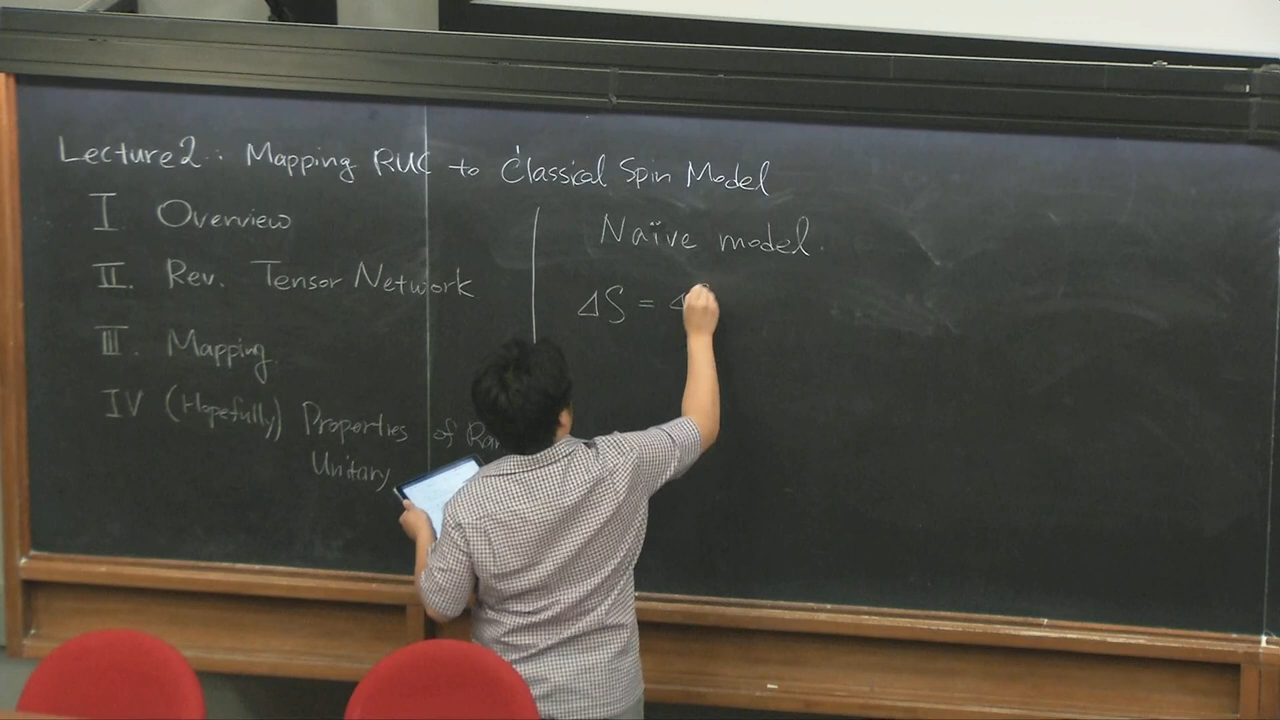 Lecture 2: Mapping RUC to Classical Spin Model
I Overview
II. Rev. Tensor Network
III. Mapping
IV (Hopefully) Properties of
Unitary
Naïve model.
ΔS =